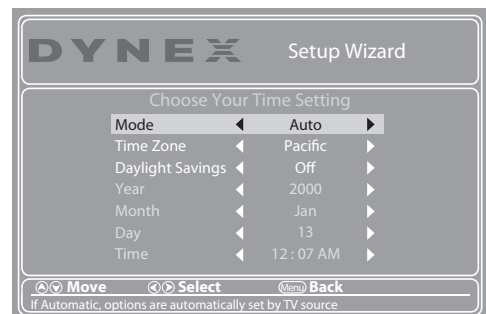 DYNEX Setup Wizard
Choose Your Time Setting
Mode Auto
Time Zone Pacific
Daylight Savings Off
Year 2000
Month Jan
Day 13
Time 12 : 07 AM
Move Select Menu Back
If Automatic, options are automatically set by TV source